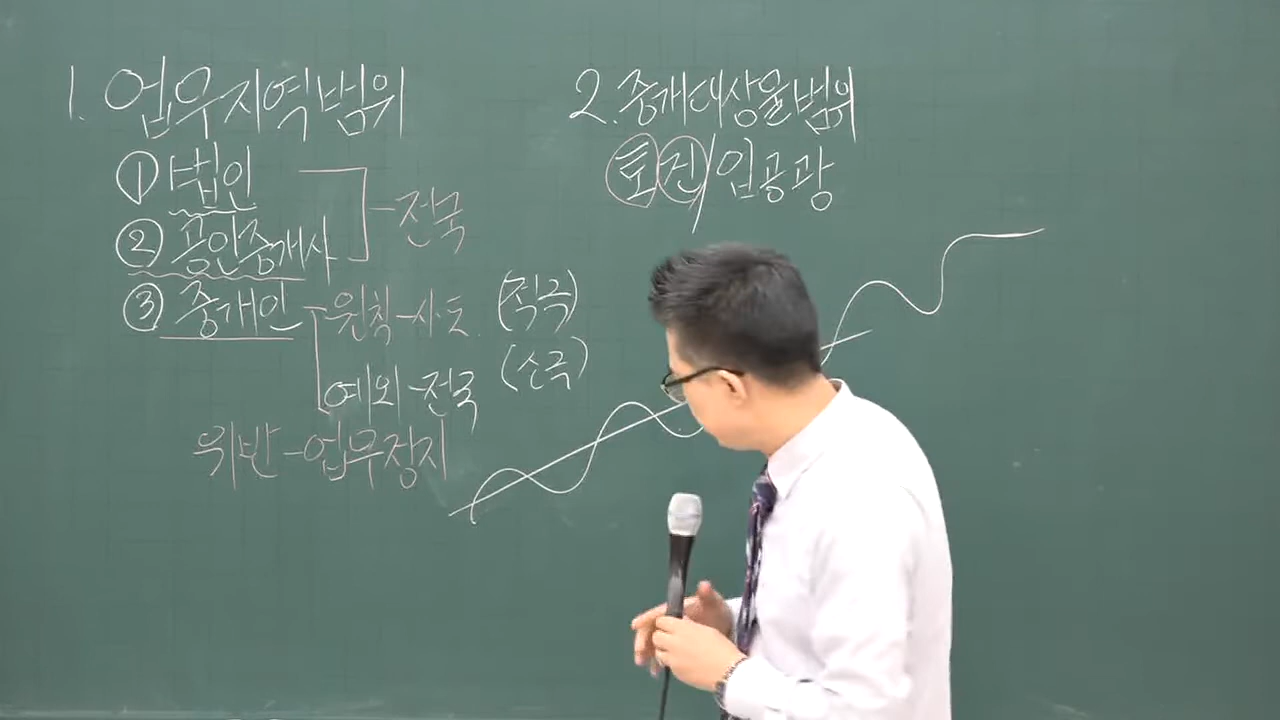 1. 업무지역범위
① 법인
② 공인중개사
- 전국
③ 중개인 - 원칙 - 사·도 (적극)
예외 - 전국 (소극)
위반 - 업무정지
2. 중개대상물범위
토건/입공광